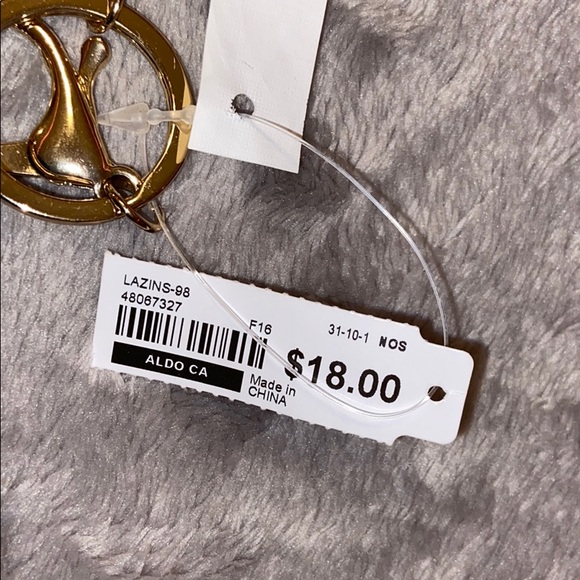 LAZINS-98
48067327
F16
31-10-1 NOS
ALDO CA
Made in
CHINA
$18.00